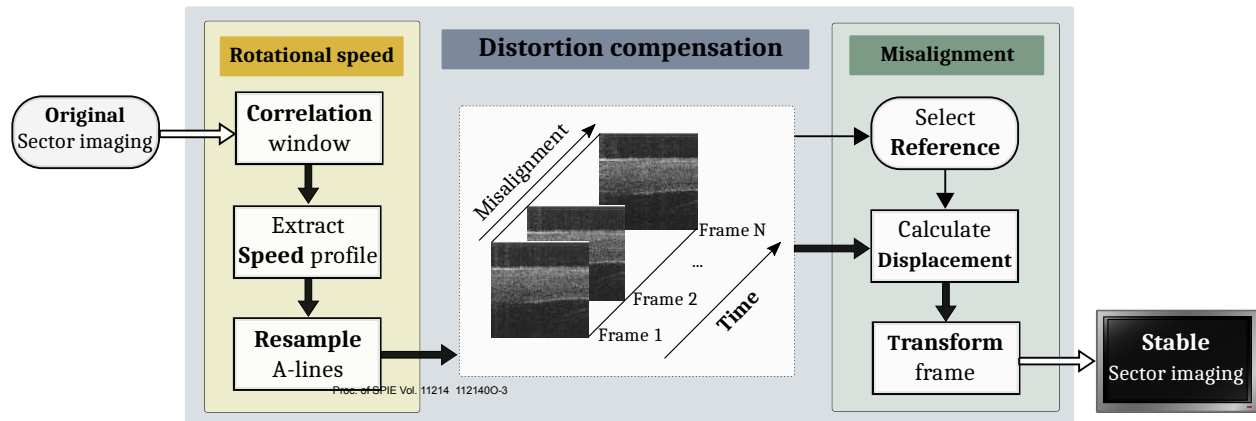 Distortion compensation
Rotational speed
Original
Sector imaging
Correlation
window
Extract
Speed profile
Resample
A-lines
Proc. of SPIE Vol. 11214 112140O-3
Misalignment
Frame N
...
Frame 2
Frame 1
Time
Misalignment
Select
Reference
Calculate
Displacement
Transform
frame
Stable
Sector imaging